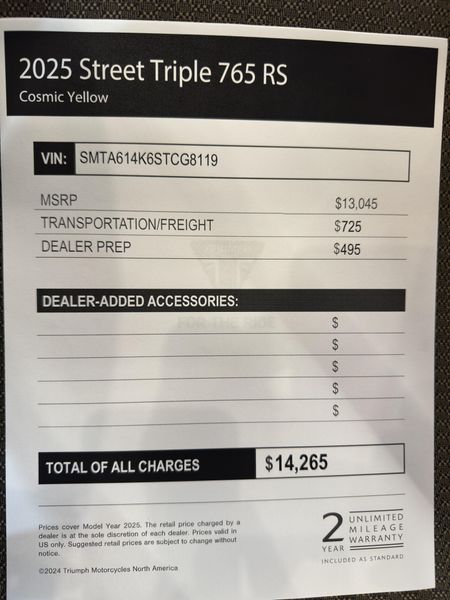 2025 Street Triple 765 RS
Cosmic Yellow
VIN: SMTA614K6STCG8119
MSRP $13,045
TRANSPORTATION/FREIGHT $725
DEALER PREP $495
FOR THE RIDE
DEALER-ADDED ACCESSORIES:
$
$
$
$
$
TOTAL OF ALL CHARGES $14,265
Prices cover Model Year 2025. The retail price charged by a
dealer is at the sole discretion of each dealer. Prices valid in
US only. Suggested retail prices are subject to change without
notice.
©2024 Triumph Motorcycles North America
2 YEAR
UNLIMITED
MILEAGE
WARRANTY
INCLUDED AS STANDARD